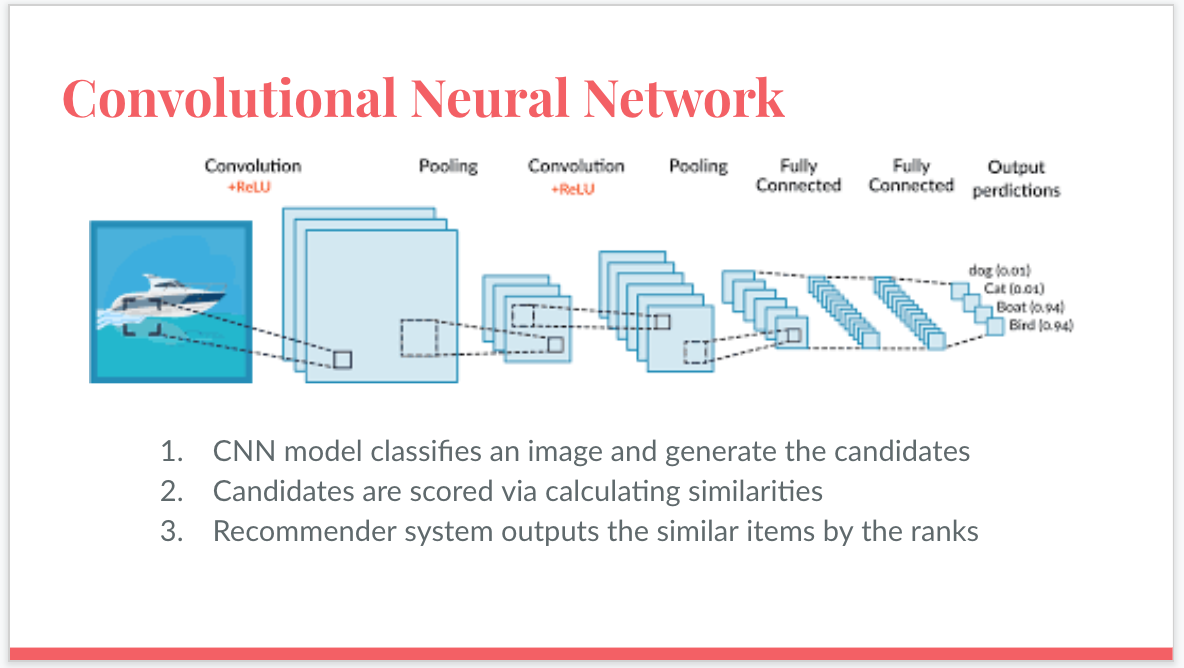 Convolutional Neural Network
Convolution
+ReLU
Pooling
Convolution
+ReLU
Pooling
Fully
Connected
Fully
Connected
Output
perdictions
dog (0.01)
Cat (0.01)
Boat (0.94)
Bird (0.94)
1. CNN model classifies an image and generate the candidates
2. Candidates are scored via calculating similarities
3. Recommender system outputs the similar items by the ranks